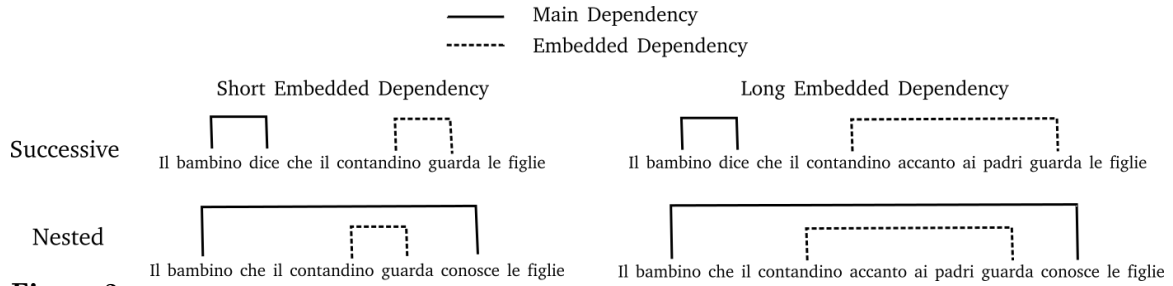 Main Dependency
Embedded Dependency
Short Embedded Dependency
Long Embedded Dependency
Successive
Il bambino dice che il contandino guarda le figlie
Il bambino dice che il contandino accanto ai padri guarda le figlie
Nested
Il bambino che il contandino guarda conosce le figlie
Il bambino che il contandino accanto ai padri guarda conosce le figlie